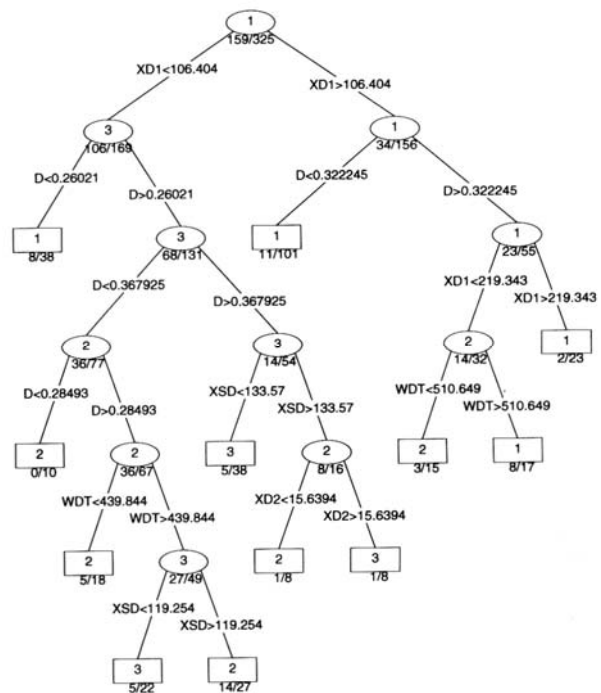 1
159/325
XD1<106.404
XD1>106.404
3
106/169
1
34/156
D<0.26021
D>0.26021
D<0.322245
D>0.322245
1
8/38
3
68/131
1
11/101
1
23/55
D<0.367925
D>0.367925
XD1<219.343
XD1>219.343
2
36/77
3
14/54
2
14/32
1
2/23
D<0.28493
D>0.28493
XSD<133.57
XSD>133.57
WDT<510.649
WDT>510.649
2
0/10
2
36/67
3
5/38
2
8/16
2
3/15
1
8/17
WDT<439.844
WDT>439.844
XD2<15.6394
XD2>15.6394
2
5/18
3
27/49
2
1/8
3
1/8
XSD<119.254
XSD>119.254
3
5/22
2
14/27